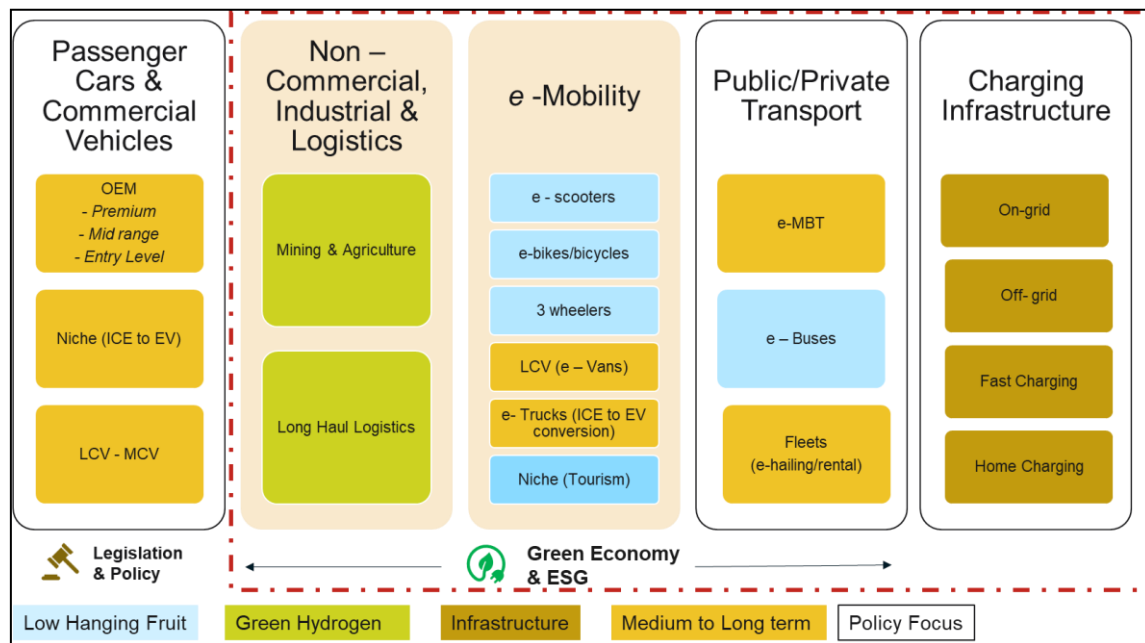 Passenger
Cars &
Commercial
Vehicles
OEM
- Premium
- Mid range
- Entry Level
Niche (ICE to EV)
LCV - MCV
Non –
Commercial,
Industrial &
Logistics
Mining & Agriculture
Long Haul Logistics
e -Mobility
e - scooters
e-bikes/bicycles
3 wheelers
LCV (e – Vans)
e- Trucks (ICE to EV
conversion)
Niche (Tourism)
Public/Private
Transport
e-MBT
e – Buses
Fleets
(e-hailing/rental)
Charging
Infrastructure
On-grid
Off- grid
Fast Charging
Home Charging
Legislation
& Policy
Green Economy
& ESG
Low Hanging Fruit
Green Hydrogen
Infrastructure
Medium to Long term
Policy Focus